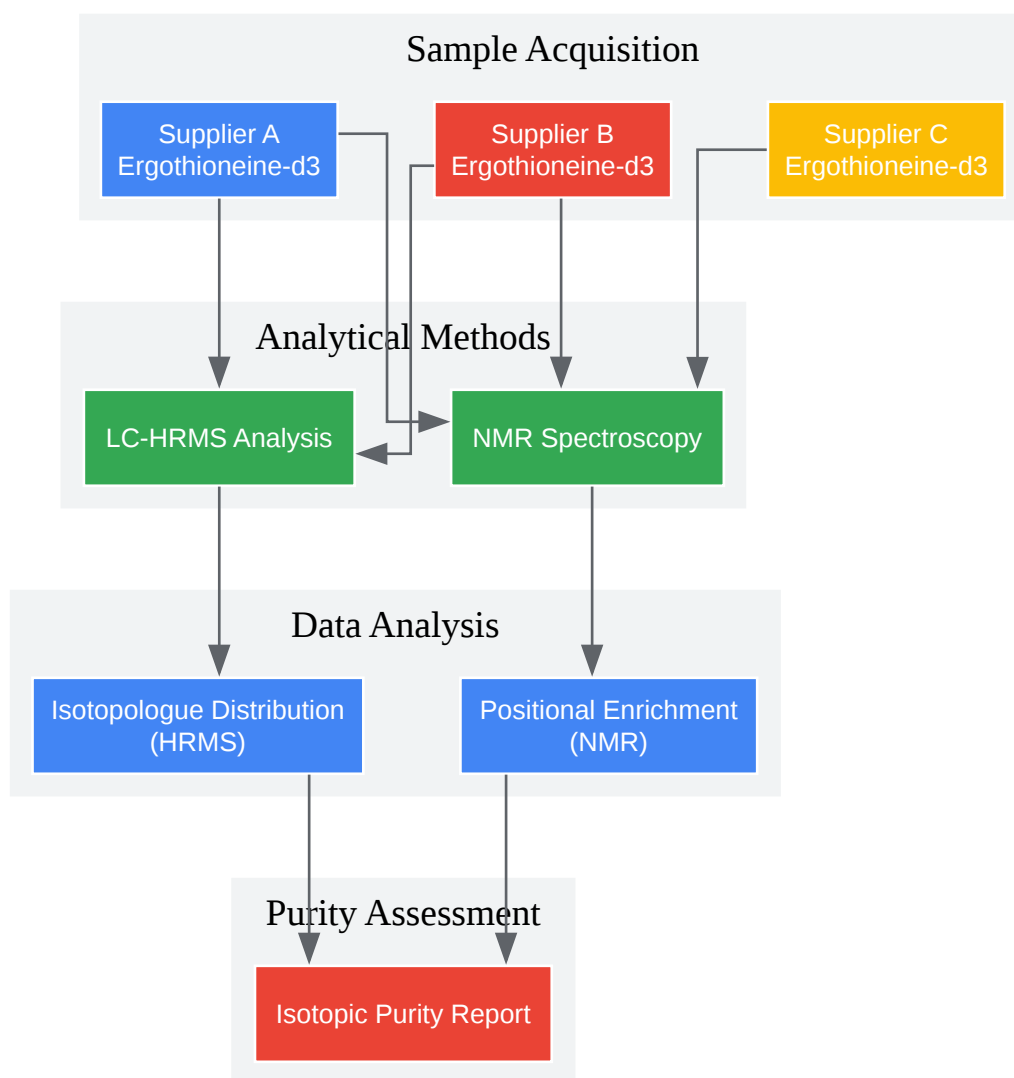 Sample Acquisition
Supplier A
Ergothioneine-d3
Supplier B
Ergothioneine-d3
Supplier C
Ergothioneine-d3
Analytical Methods
LC-HRMS Analysis
NMR Spectroscopy
Data Analysis
Isotopologue Distribution
(HRMS)
Positional Enrichment
(NMR)
Purity Assessment
Isotopic Purity Report